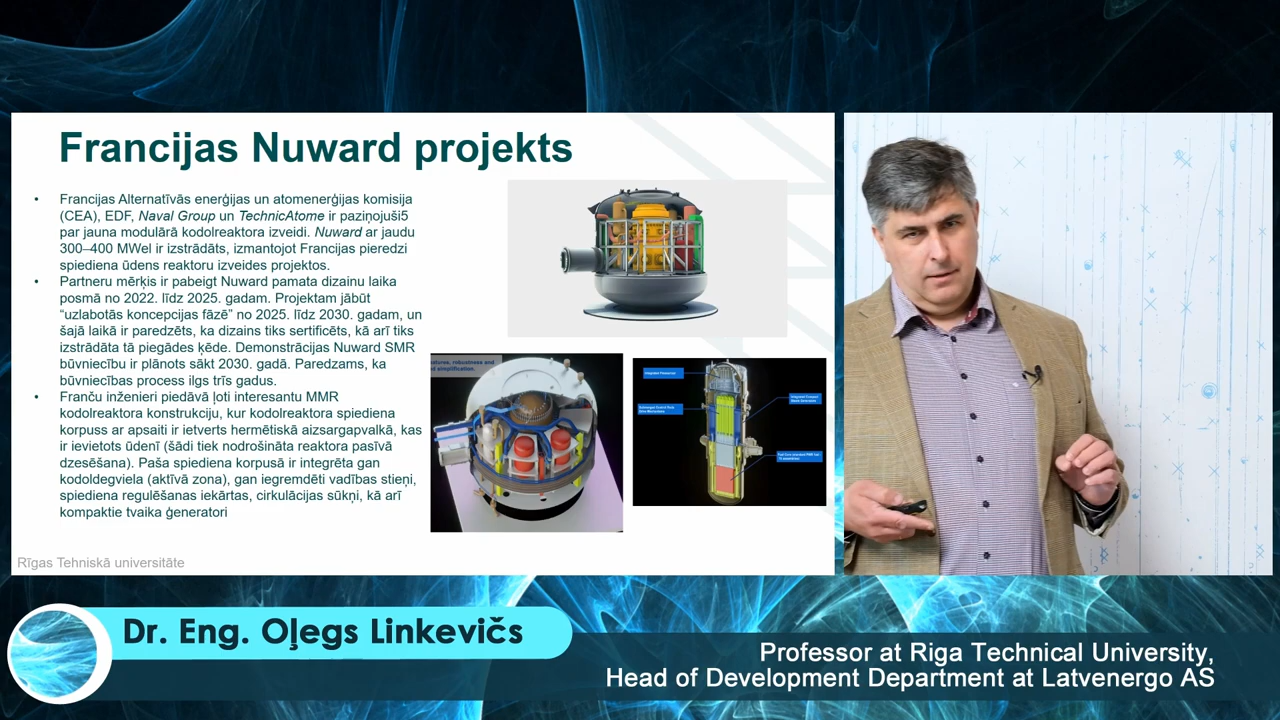 Francijas Nuward projekts
• Francijas Alternatīvās enerģijas un atomenerģijas komisija
(CEA), EDF, Naval Group un TechnicAtome ir paziņojuši5
par jauna modulārā kodolreaktora izveidi. Nuward ar jaudu
300–400 MWel ir izstrādāts, izmantojot Francijas pieredzi
spiediena ūdens reaktoru izveides projektos.
• Partneru mērķis ir pabeigt Nuward pamata dizainu laika
posmā no 2022. līdz 2025. gadam. Projektam jābūt
“uzlabotās koncepcijas fāzē” no 2025. līdz 2030. gadam, un
šajā laikā ir paredzēts, ka dizains tiks sertificēts, kā arī tiks
izstrādāta tā piegādes ķēde. Demonstrācijas Nuward SMR
būvniecību ir plānots sākt 2030. gadā. Paredzams, ka
būvniecības process ilgs trīs gadus.
• Franču inženieri piedāvā ļoti interesantu MMR
kodolreaktora konstrukciju, kur kodolreaktora spiediena
korpuss ar apsaiti ir ietverts hermētiskā aizsargapvalkā, kas
ir ievietots ūdenī (šādi tiek nodrošināta reaktora pasīvā
dzesēšana). Paša spiediena korpusā ir integrēta gan
kodoldegviela (aktīvā zona), gan iegremdēti vadības stieņi,
spiediena regulēšanas iekārtas, cirkulācijas sūkņi, kā arī
kompaktie tvaika ģeneratori
atures, robustness and
d simplification.
Integrated Pressuriser
Rīgas Tehniskā universitāte
Dr. Eng. Oļegs Linkevičs
Professor at Riga Technical University,
Head of Development Department at Latvenergo AS